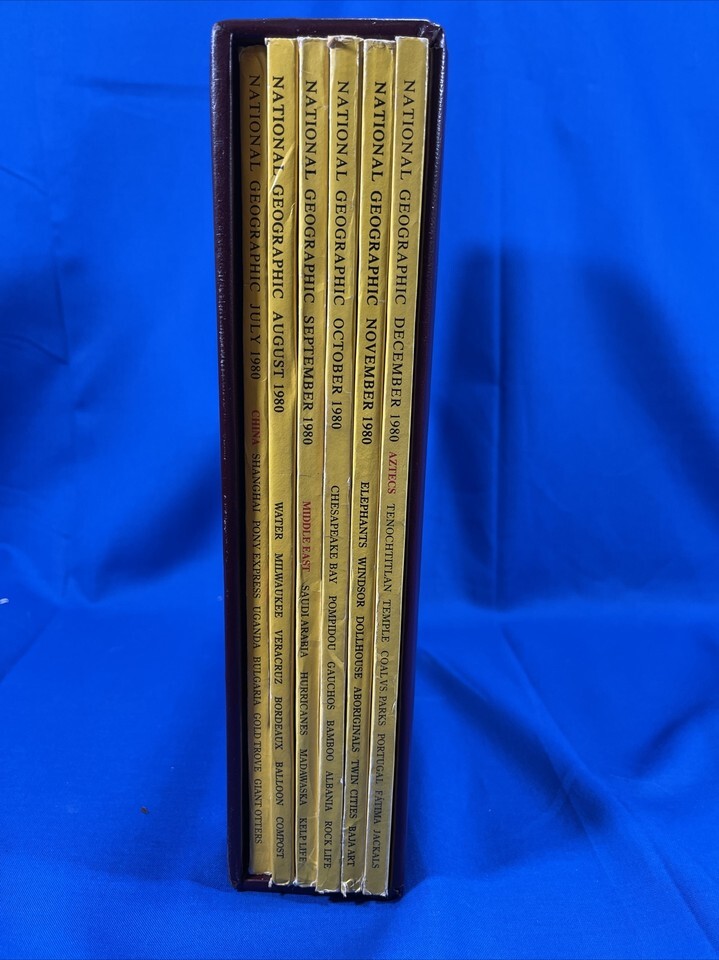 NATIONAL GEOGRAPHIC JULY 1980 CHINA SHANGHAI PONY EXPRESS UGANDA BULGARIA GOLD TROVE GIANT OTTERS
NATIONAL GEOGRAPHIC AUGUST 1980 WATER MILWAUKEE VERACRUZ BORDEAUX BALLOON COMPOST
NATIONAL GEOGRAPHIC SEPTEMBER 1980 MIDDLE EAST SAUDI ARABIA HURRICANES MADAWASKA KELP LIFE
NATIONAL GEOGRAPHIC OCTOBER 1980 CHESAPEAKE BAY POMPIDOU GAUCHOS BAMBOO ALBANIA ROCK LIFE
NATIONAL GEOGRAPHIC NOVEMBER 1980 ELEPHANTS WINDSOR DOLLHOUSE ABORIGINALS TWIN CITIES BAJA ART
NATIONAL GEOGRAPHIC DECEMBER 1980 AZTECS TENOCHTITLAN TEMPLE COAL VS. PARKS PORTUGAL FÁTIMA JACKALS